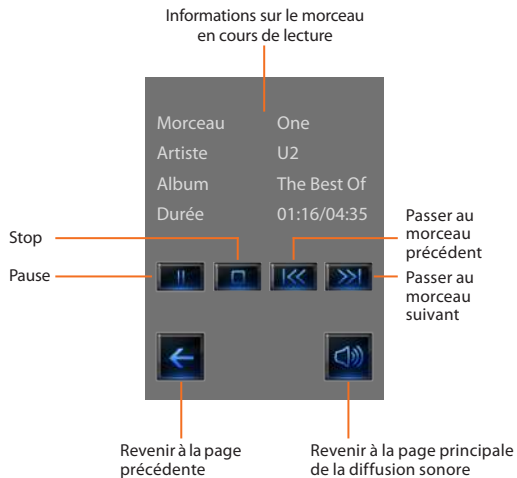 Informations sur le morceau
en cours de lecture
Morceau One
Artiste U2
Album The Best Of
Durée 01:16/04:35
Stop
Pause
Passer au
morceau
précédent
Passer au
morceau
suivant
Revenir à la page
précédente
Revenir à la page principale
de la diffusion sonore